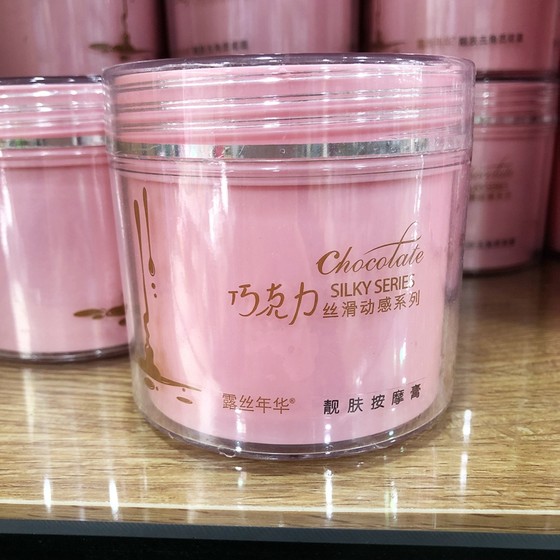 chocolate
巧克力
SILKY SERIES
丝滑动感系列
露丝年华®
靓肤按摩膏